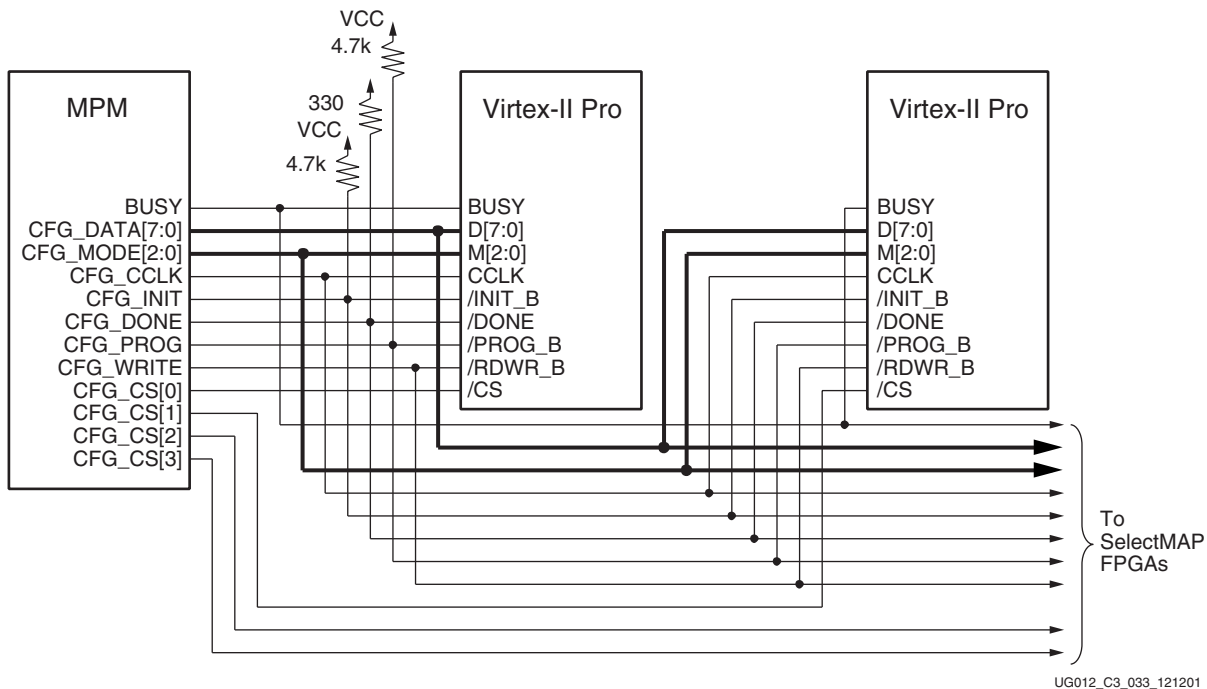 VCC
4.7k
330
VCC
4.7k
MPM
BUSY
CFG_DATA[7:0]
CFG_MODE[2:0]
CFG_CCLK
CFG_INIT
CFG_DONE
CFG_PROG
CFG_WRITE
CFG_CS[0]
CFG_CS[1]
CFG_CS[2]
CFG_CS[3]
Virtex-II Pro
BUSY
D[7:0]
M[2:0]
CCLK
/INIT_B
/DONE
/PROG_B
/RDWR_B
/CS
Virtex-II Pro
BUSY
D[7:0]
M[2:0]
CCLK
/INIT_B
/DONE
/PROG_B
/RDWR_B
/CS
To
SelectMAP
FPGAs
UG012_C3_033_121201